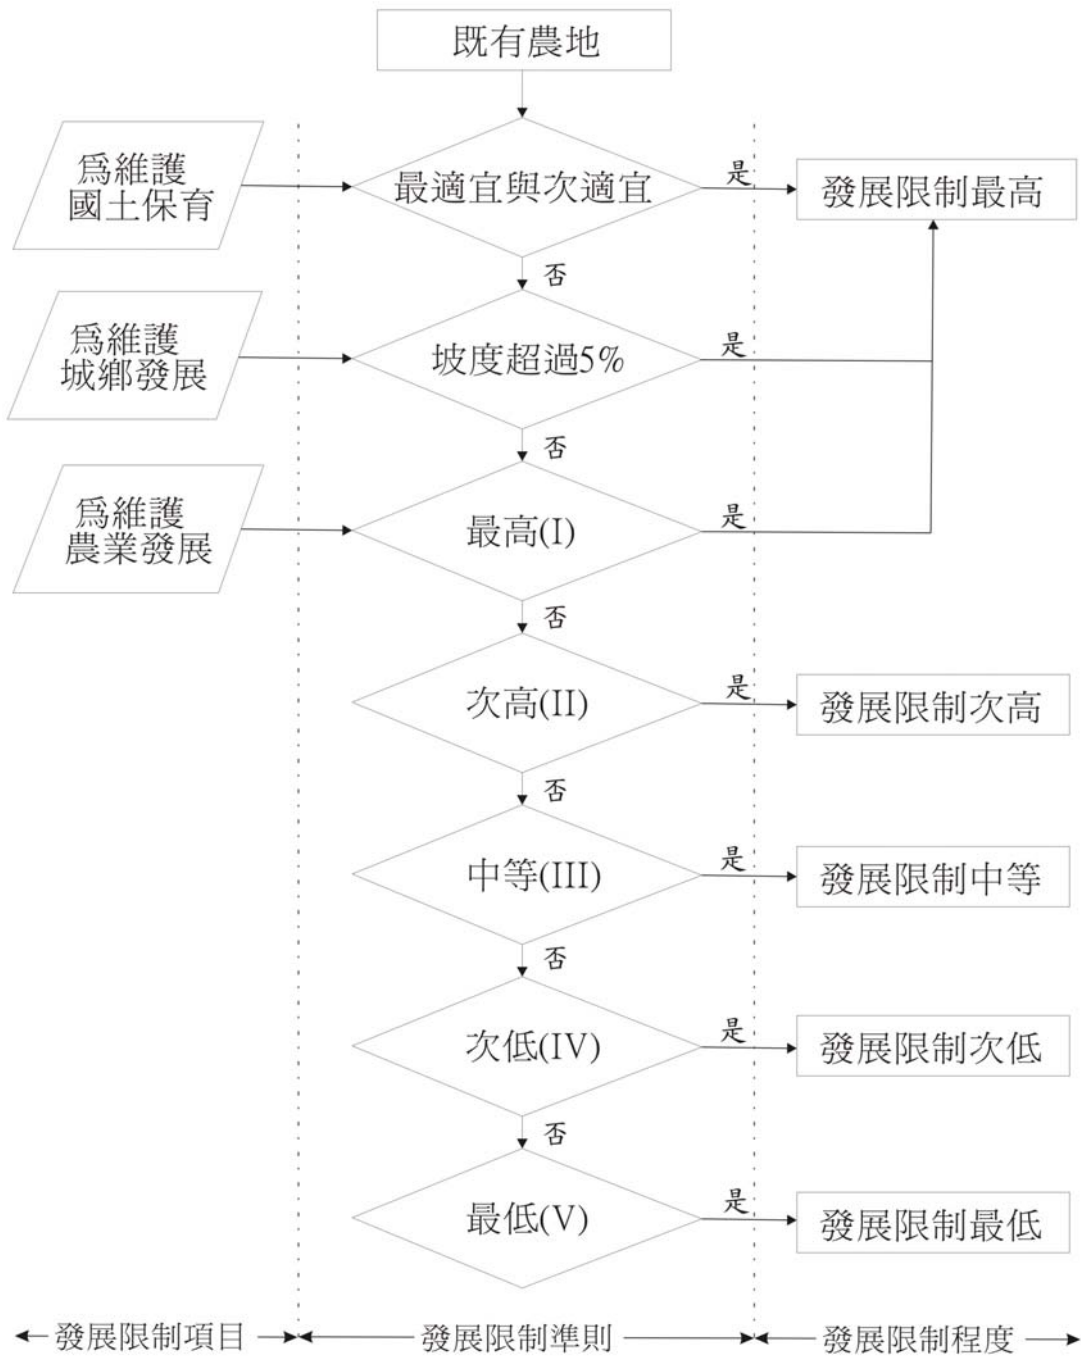 既有農地
爲維護
國土保育
最適宜與次適宜
是
發展限制最高
否
爲維護
城鄉發展
坡度超過5%
是
否
爲維護
農業發展
最高(I)
是
否
次高(II)
是
發展限制次高
否
中等(III)
是
發展限制中等
否
次低(IV)
是
發展限制次低
否
最低(V)
是
發展限制最低
發展限制項目
發展限制準則
發展限制程度